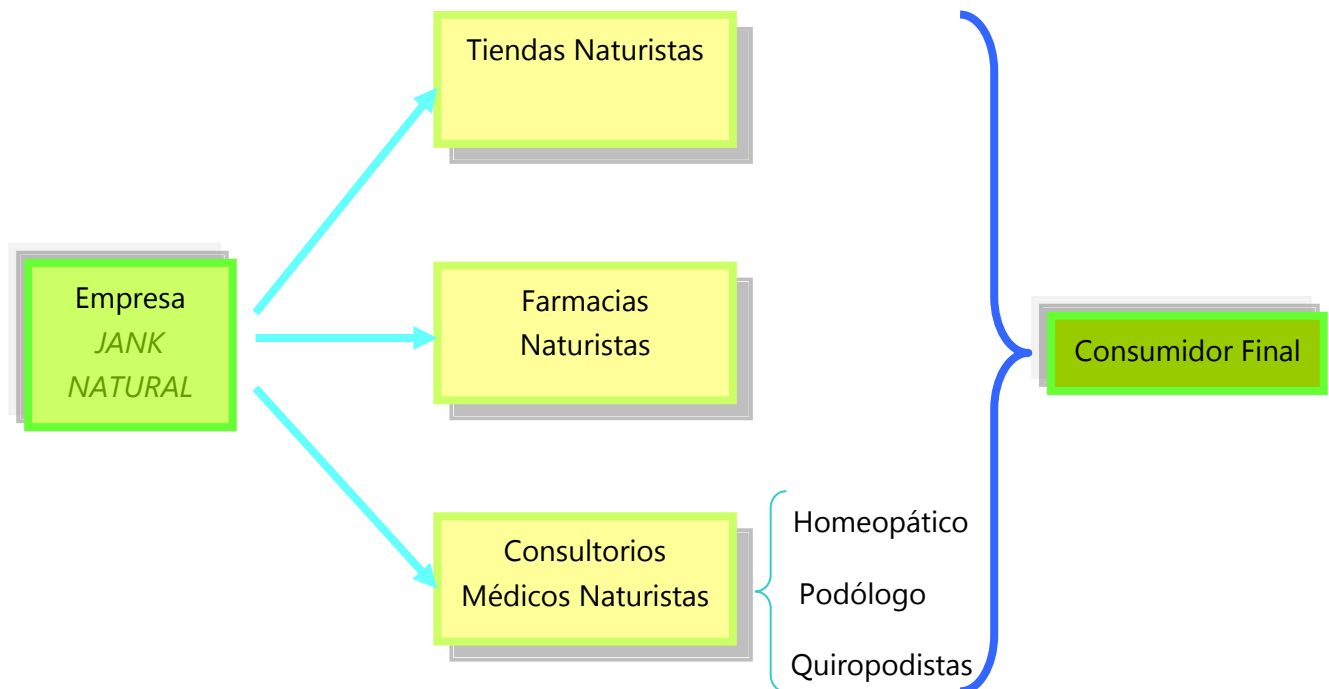 Tiendas Naturistas
Empresa
JANK
NATURAL
Farmacias
Naturistas
Consumidor Final
Consultorios
Médicos Naturistas
Homeopático
Podólogo
Quiropodistas